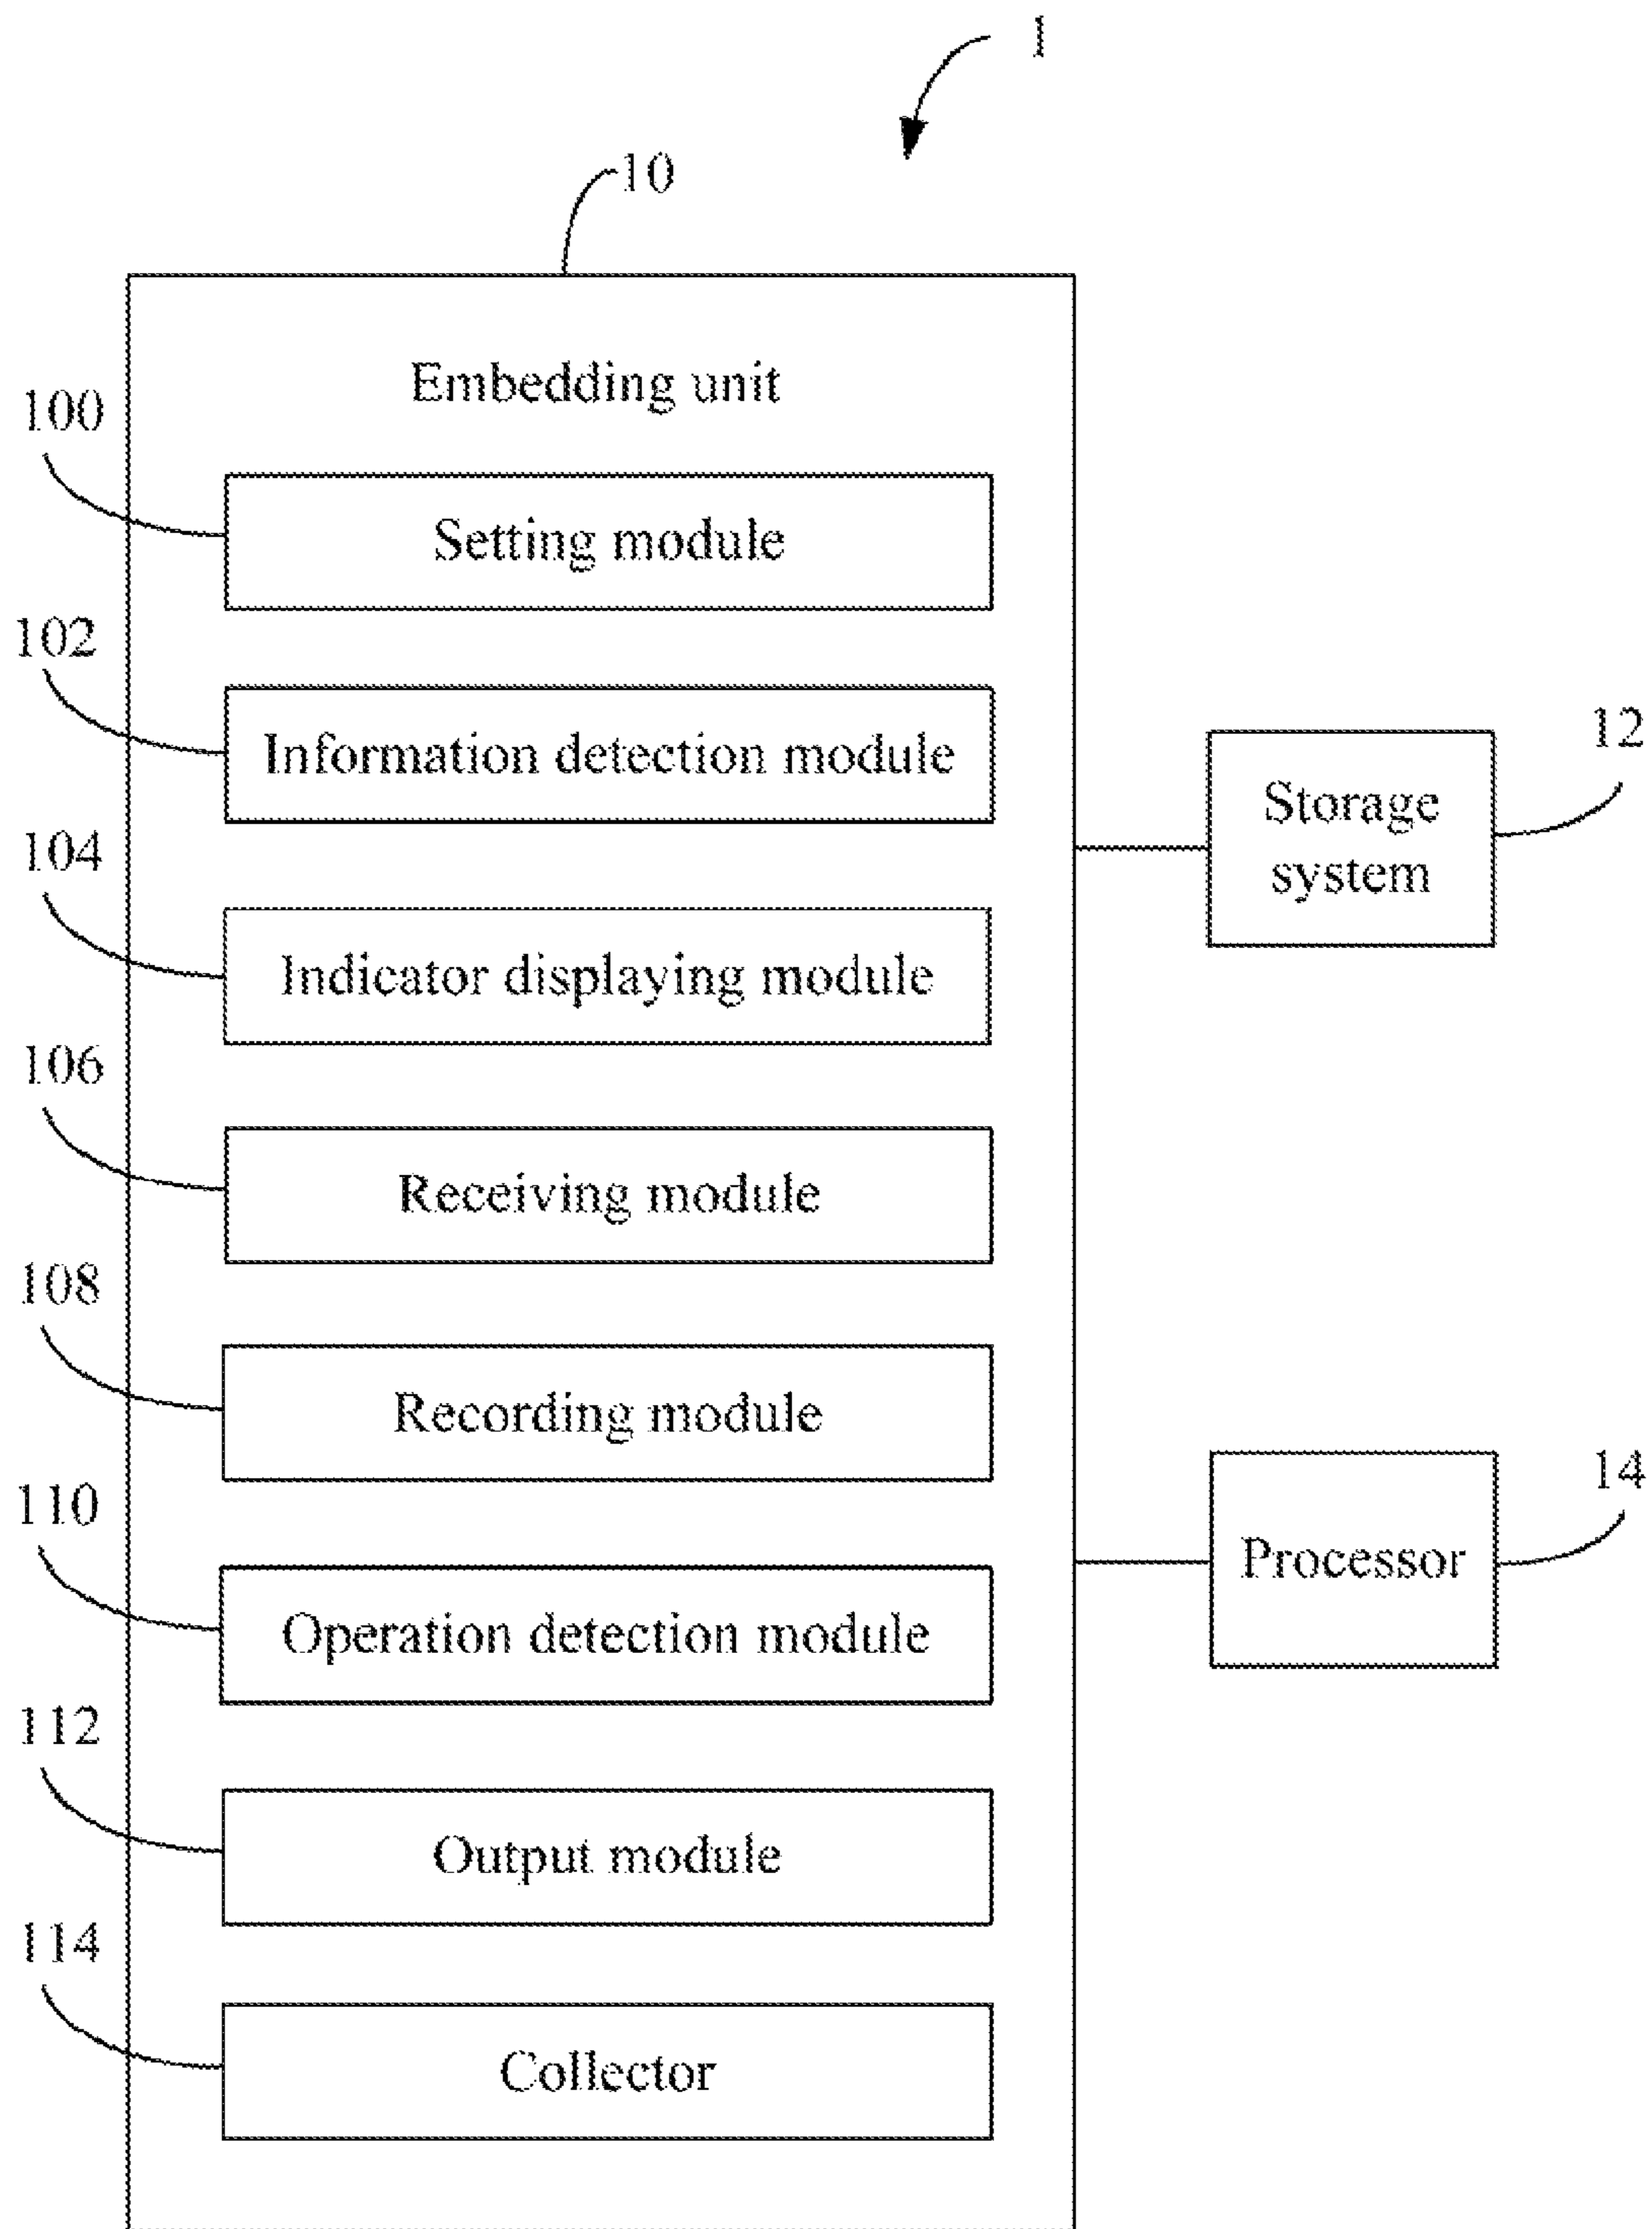 1
10
Embedding unit
100
Setting module
102
Information detection module
12
Storage
system
104
Indicator displaying module
106
Receiving module
108
Recording module
14
Processor
110
Operation detection module
112
Output module
114
Collector